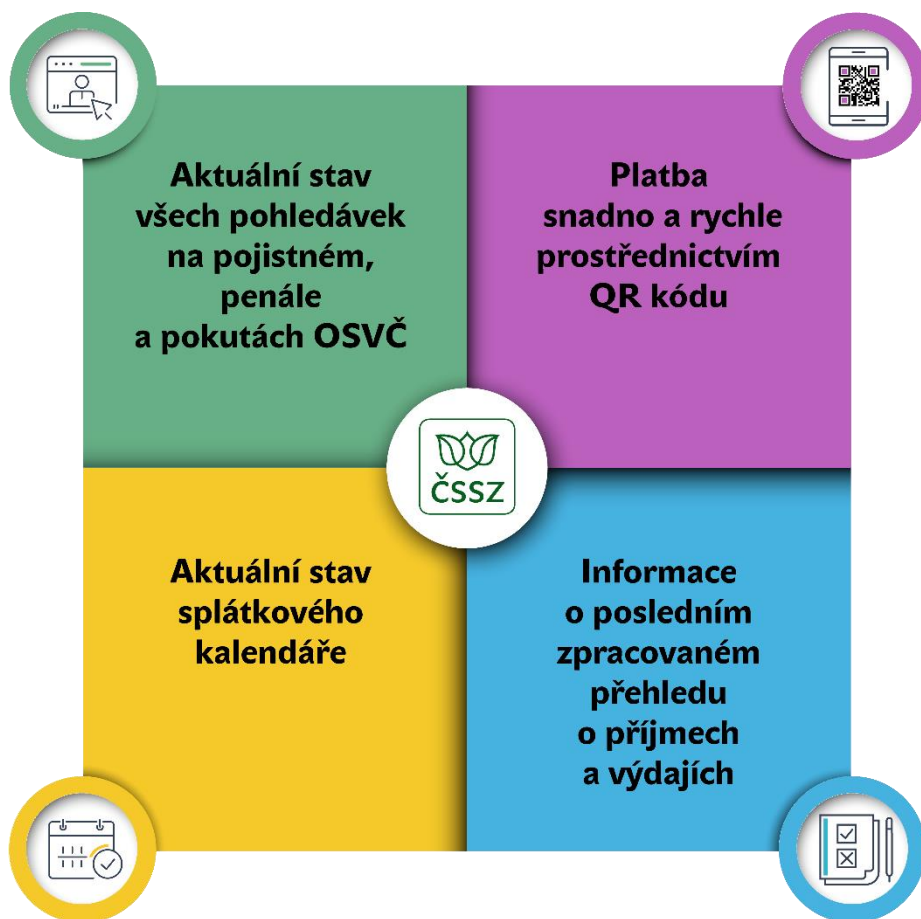 Aktuální stav
všech pohledávek
na pojistném,
penále
a pokutách OSVČ
Platba
snadno a rychle
prostřednictvím
QR kódu
ČSSZ
Aktuální stav
splátkového
kalendáře
Informace
o posledním
zpracovaném
přehledu
o příjmech
a výdajích